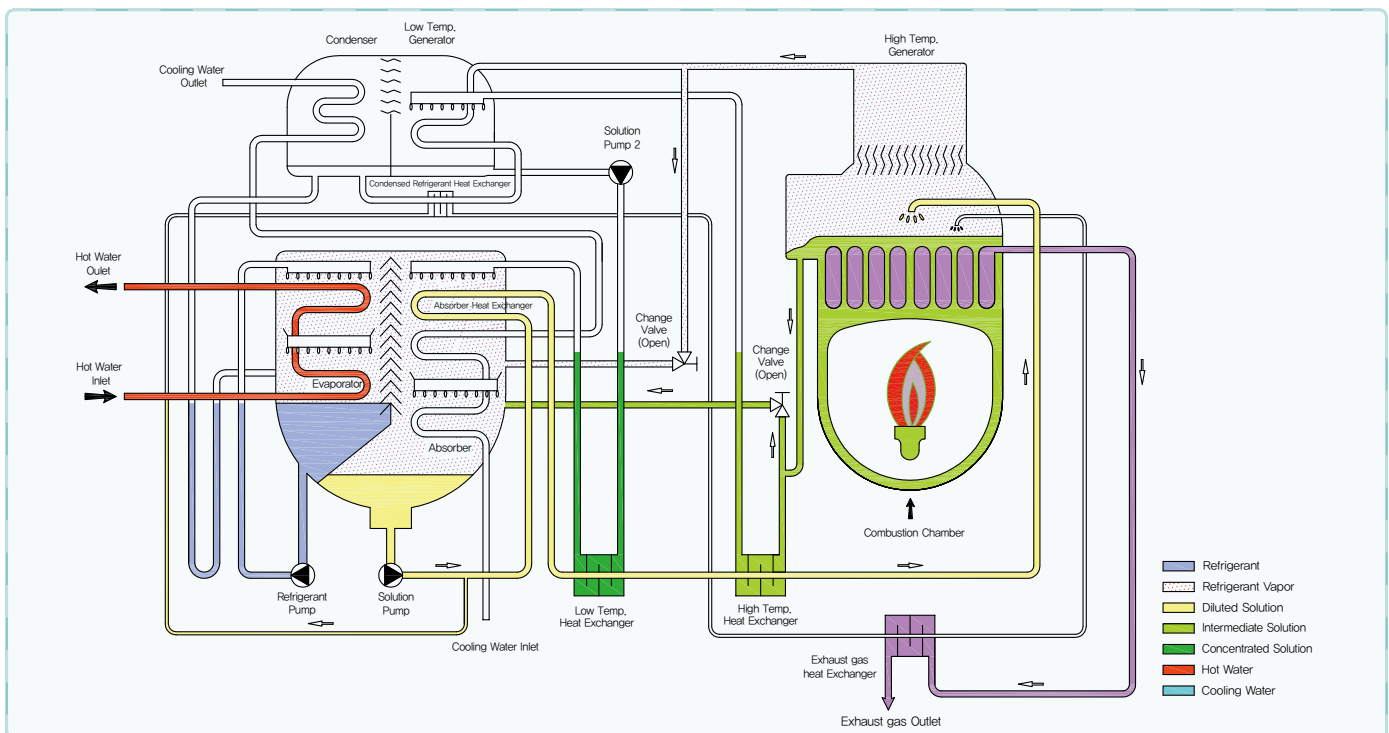 Low Temp.
Generator
Condenser
High Temp.
Generator
Cooling Water
Outlet
Solution
Pump 2
Condensed Refrigerant Heat Exchanger
Hot Water
Oulet
Absorber Heat Exchanger
Change
Valve
(Open)
Change
Valve
(Open)
Hot Water
Inlet
Evaporator
Absorber
Combustion Chamber
Refrigerant
Pump
Solution
Pump
Low Temp.
Heat Exchanger
High Temp.
Heat Exchanger
Cooling Water Inlet
Exhaust gas
heat Exchanger
Exhaust gas Outlet
Refrigerant
Refrigerant Vapor
Diluted Solution
Intermediate Solution
Concentrated Solution
Hot Water
Cooling Water